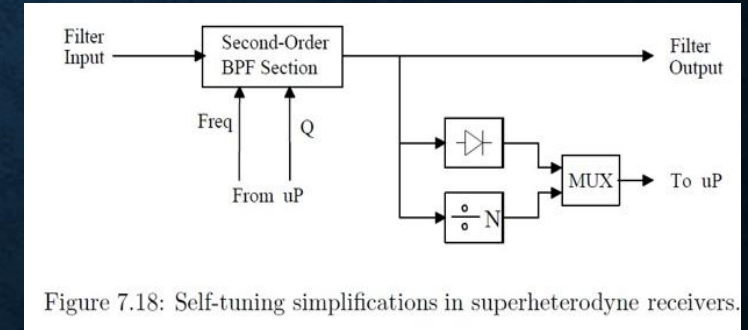 Filter
Input
Second-Order
BPF Section
Filter
Output
Freq
Q
From uP
MUX
To uP
÷ N
Figure 7.18: Self-tuning simplifications in superheterodyne receivers.